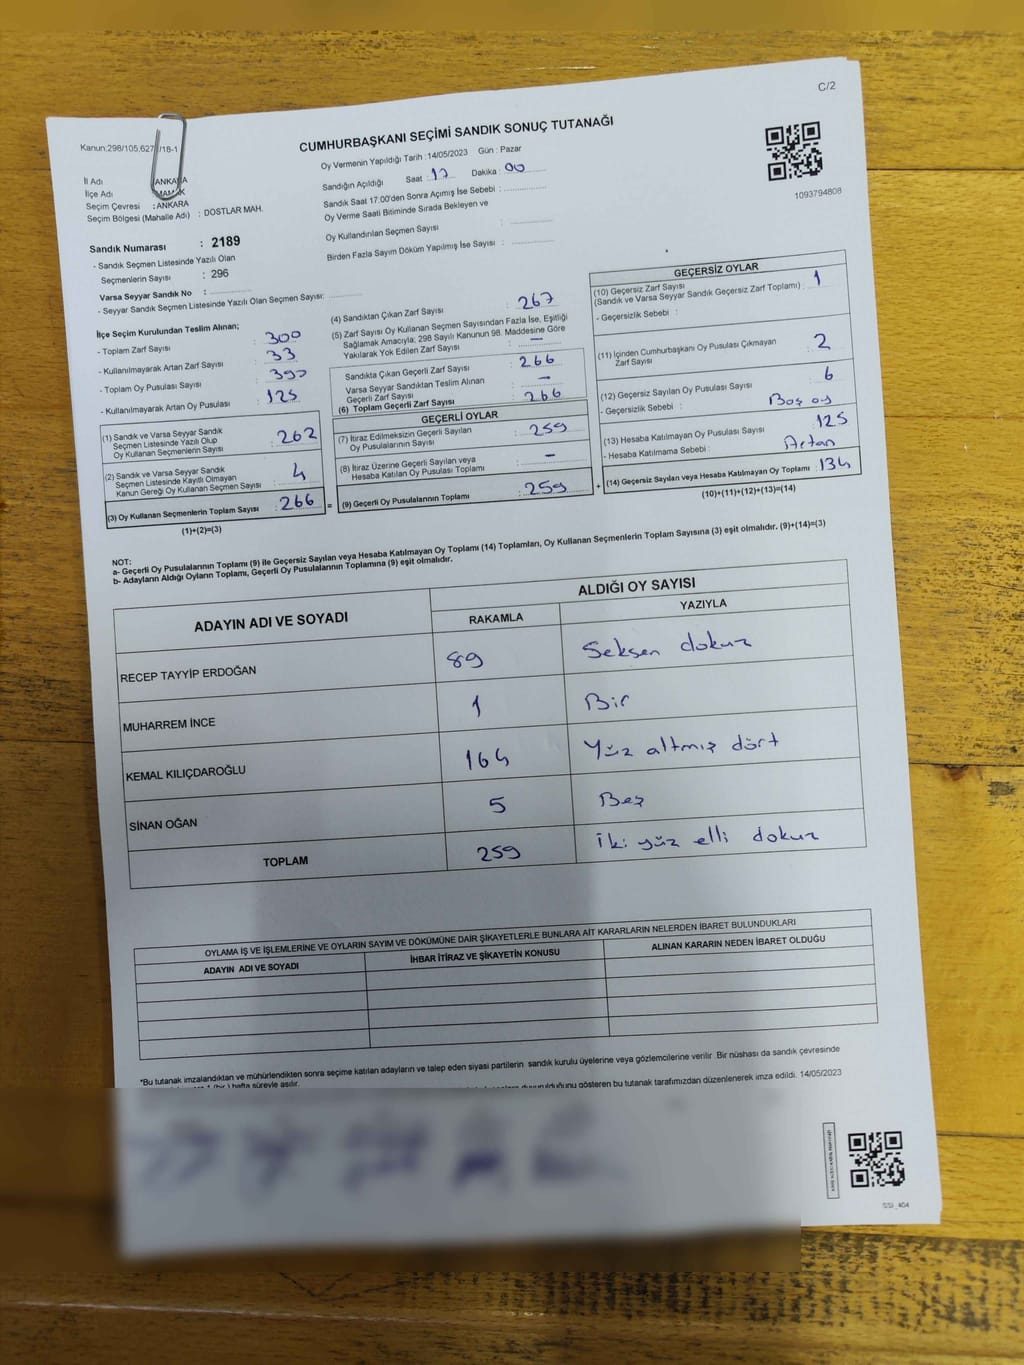 C/2
Kanun:298/105,627 /18-1
CUMHURBAŞKANI SEÇİMİ SANDIK SONUÇ TUTANAĞI
Oy Vermenin Yapıldığı Tarih :14/05/2023 Gün : Pazar
1093794808
İl Adı ANKARA
İlçe Adı MAMAK
Seçim Çevresi : ANKARA
Seçim Bölgesi (Mahalle Adı) : DOSTLAR MAH.
Sandık Numarası : 2189
- Sandık Seçmen Listesinde Yazılı Olan
Seçmenlerin Sayısı : 296
Varsa Seyyar Sandık No :
- Seyyar Sandık Seçmen Listesinde Yazılı Olan Seçmen Sayısı:
Sandığın Açıldığı Saat 17 Dakika : 00
Sandık Saat 17:00'den Sonra Açımış İse Sebebi :
Oy Verme Saati Bitiminde Sırada Bekleyen ve
Oy Kullandırılan Seçmen Sayısı :
Birden Fazla Sayım Döküm Yapılmış İse Sayısı :
İlçe Seçim Kurulundan Teslim Alınan;
- Toplam Zarf Sayısı : 300
- Kullanılmayarak Artan Zarf Sayısı : 33
- Toplam Oy Pusulası Sayısı :
- Kullanılmayarak Artan Oy Pusulası : 125
(1) Sandık ve Varsa Seyyar Sandık
Seçmen Listesinde Yazılı Olup
Oy Kullanan Seçmenlerin Sayısı : 262
(2) Sandık ve Varsa Seyyar Sandık
Seçmen Listesinde Kayıtlı Olmayan
Kanun Gereği Oy Kullanan Seçmen Sayısı : 4
(3) Oy Kullanan Seçmenlerin Toplam Sayısı : 266 =
(1)+(2)=(3)
(4) Sandıktan Çıkan Zarf Sayısı : 267
(5) Zarf Sayısı Oy Kullanan Seçmen Sayısından Fazla İse, Eşitliği
Sağlamak Amacıyla; 298 Sayılı Kanunun 98. Maddesine Göre
Yakılarak Yok Edilen Zarf Sayısı : –
Sandıkta Çıkan Geçerli Zarf Sayısı : 266
Varsa Seyyar Sandıktan Teslim Alınan
Geçerli Zarf Sayısı : –
(6) Toplam Geçerli Zarf Sayısı : 266
GEÇERLİ OYLAR
(7) İtiraz Edilmeksizin Geçerli Sayılan
Oy Pusulasının Sayısı : 259
(8) İtiraz Üzerine Geçerli Sayılan veya
Hesaba Katılan Oy Pusulası Toplamı : –
(9) Geçerli Oy Pusulalarının Toplamı : 259 +
GEÇERSİZ OYLAR
(10) Geçersiz Zarf Sayısı
(Sandık ve Varsa Seyyar Sandık Geçersiz Zarf Toplamı) : 1
- Geçersizlik Sebebi :
(11) İçinden Cumhurbaşkanı Oy Pusulası Çıkmayan
Zarf Sayısı : 2
(12) Geçersiz Sayılan Oy Pusulası Sayısı : 6
- Geçersizlik Sebebi : Boş oy
(13) Hesaba Katılmayan Oy Pusulası Sayısı : 125
- Hesaba Katılmama Sebebi : Artan
(14) Geçersiz Sayılan veya Hesaba Katılmayan Oy Toplamı : 134
(10)+(11)+(12)+(13)=(14)
NOT:
a- Geçerli Oy Pusulalarının Toplamı (9) ile Geçersiz Sayılan veya Hesaba Katılmayan Oy Toplamı (14) Toplamları, Oy Kullanan Seçmenlerin Toplam Sayısına (3) eşit olmalıdır. (9)+(14)=(3)
b- Adayların Aldığı Oyların Toplamı, Geçerli Oy Pusulalarının Toplamına (9) eşit olmalıdır.
ADAYIN ADI VE SOYADI ALDIĞI OY SAYISI
RAKAMLA YAZIYLA
RECEP TAYYİP ERDOĞAN 89 Seksen dokuz
MUHARREM İNCE 1 Bir
KEMAL KILIÇDAROĞLU 164 Yüz altmış dört
SİNAN OĞAN 5 Beş
TOPLAM 259 İki yüz elli dokuz
OYLAMA İŞ VE İŞLEMLERİNE VE OYLARIN SAYIM VE DÖKÜMÜNE DAİR ŞİKAYETLERLE BUNLARA AİT KARARLARIN NELERDEN İBARET BULUNDUKLARI
ADAYIN ADI VE SOYADI İHBAR İTİRAZ VE ŞİKAYETİN KONUSU ALINAN KARARIN NEDEN İBARET OLDUĞU
*Bu tutanak imzalandıktan ve mühürlendikten sonra seçime katılan adayların ve talep eden siyasi partilerin sandık kurulu üyelerine veya gözlemcilerine verilir. Bir nüshası da sandık çevresinde
1 (bir ) hafta süreyle asılır.
duyurulduğunu gösteren bu tutanak tarafımızdan düzenlenerek imza edildi. 14/05/2023
SSI_404